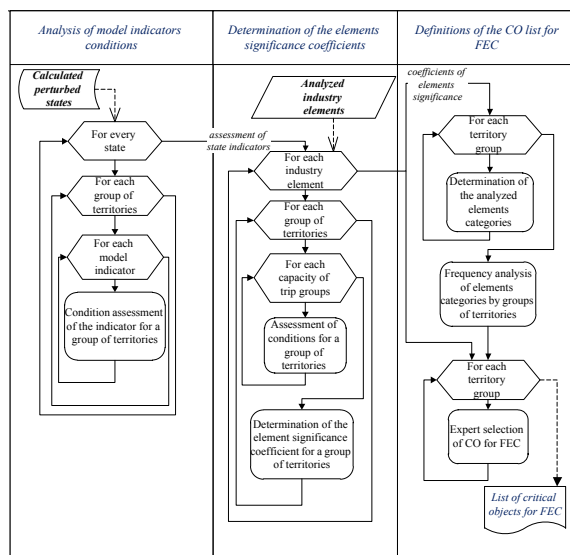 Analysis of model indicators
conditions
Determination of the elements
significance coefficients
Definitions of the CO list for
FEC
Calculated
perturbed
states
For every
state
For each
group of
territories
For each
model
indicator
Condition assessment
of the indicator for a
group of territories
assessment of
state indicators
Analyzed
industry
elements
For each
industry
element
For each
group of
territories
For each
capacity of
trip groups
Assessment of
conditions for a
group of
territories
Determination of the
element significance
coefficient for a group
of territories
coefficients of
elements
significance
For each
territory
group
Determination of
the analyzed
elements
categories
Frequency analysis
of elements
categories by groups
of territories
For each
territory
group
Expert selection
of CO for FEC
List of critical
objects for FEC